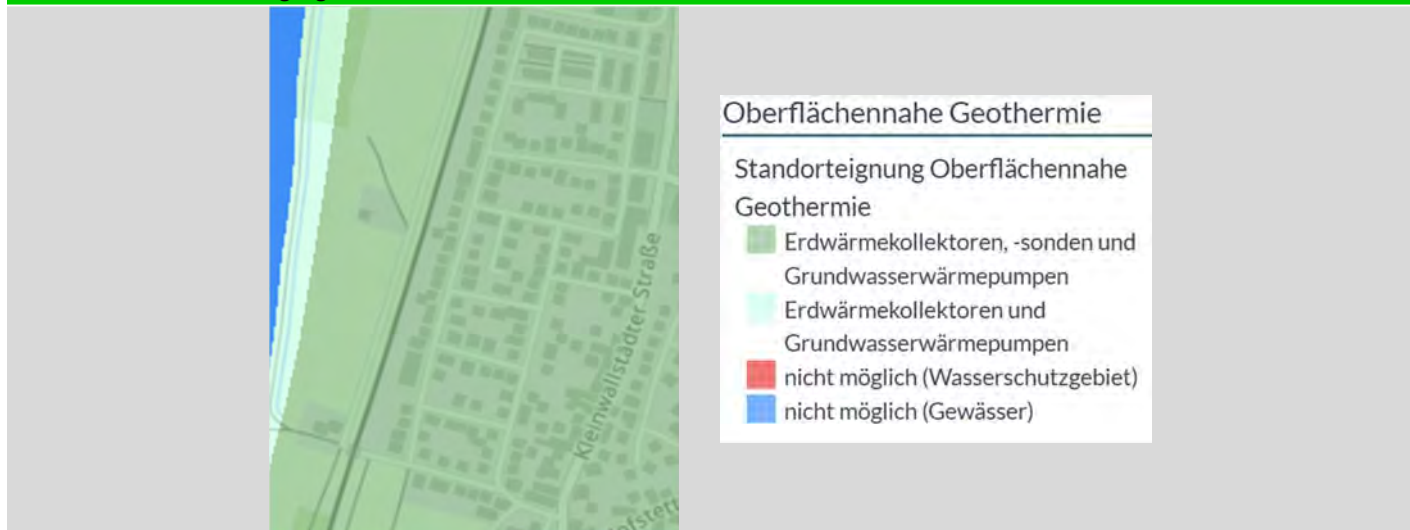 Kleinwallstädter Straße
Oberflächennahe Geothermie
Standorteignung Oberflächennahe
Geothermie
Erdwärmekollektoren, -sonden und
Grundwasserwärmepumpen
Erdwärmekollektoren und
Grundwasserwärmepumpen
nicht möglich (Wasserschutzgebiet)
nicht möglich (Gewässer)